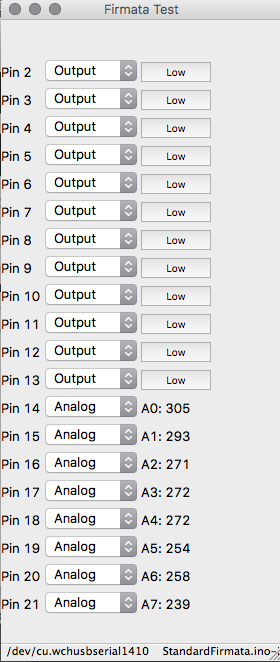 Firmata Test
Pin 2 Output Low
Pin 3 Output Low
Pin 4 Output Low
Pin 5 Output Low
Pin 6 Output Low
Pin 7 Output Low
Pin 8 Output Low
Pin 9 Output Low
Pin 10 Output Low
Pin 11 Output Low
Pin 12 Output Low
Pin 13 Output Low
Pin 14 Analog A0: 305
Pin 15 Analog A1: 293
Pin 16 Analog A2: 271
Pin 17 Analog A3: 272
Pin 18 Analog A4: 272
Pin 19 Analog A5: 254
Pin 20 Analog A6: 258
Pin 21 Analog A7: 239
/dev/cu.wchusbserial1410 StandardFirmata.ino-